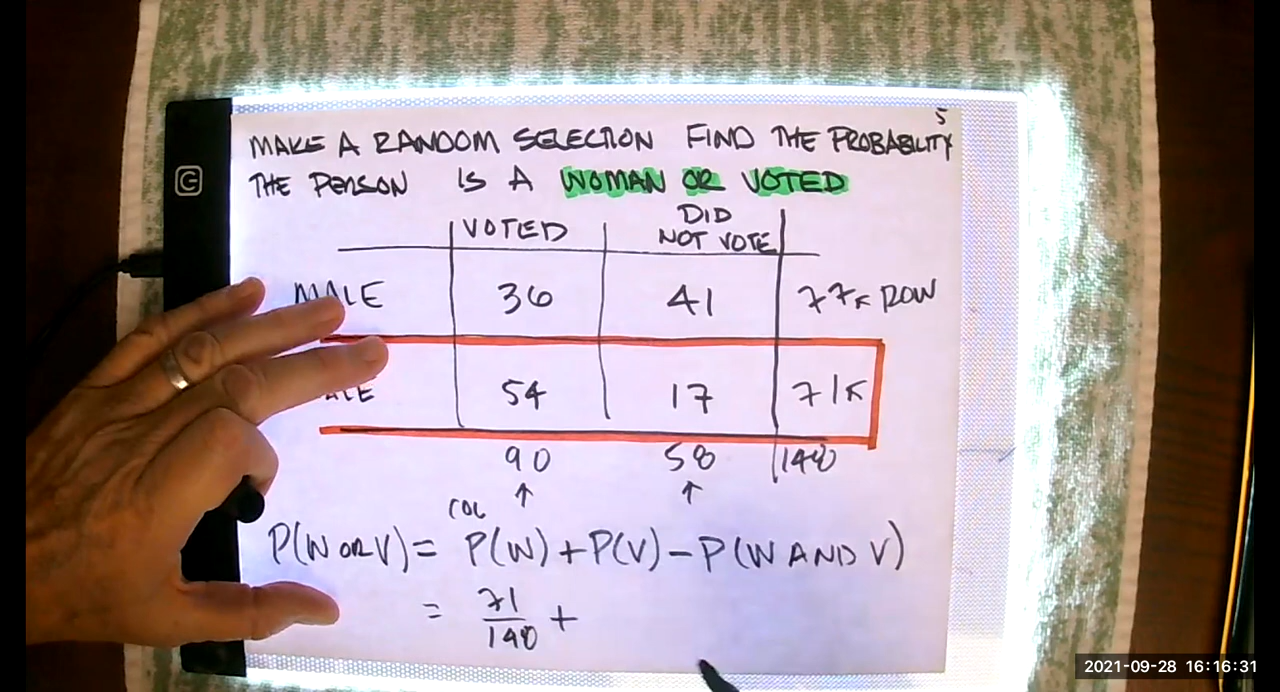 5
MAKE A RANDOM SELECTION FIND THE PROBABILITY
THE PERSON IS A WOMAN OR VOTED
VOTED DID NOT VOTE
MALE 36 41 77 ROW
ALE 54 17 71
90 58 148
COL ↑ ↑
P(W OR V) = P(W) + P(V) − P(W AND V)
= 71/148 +
2021-09-28 16:16:31